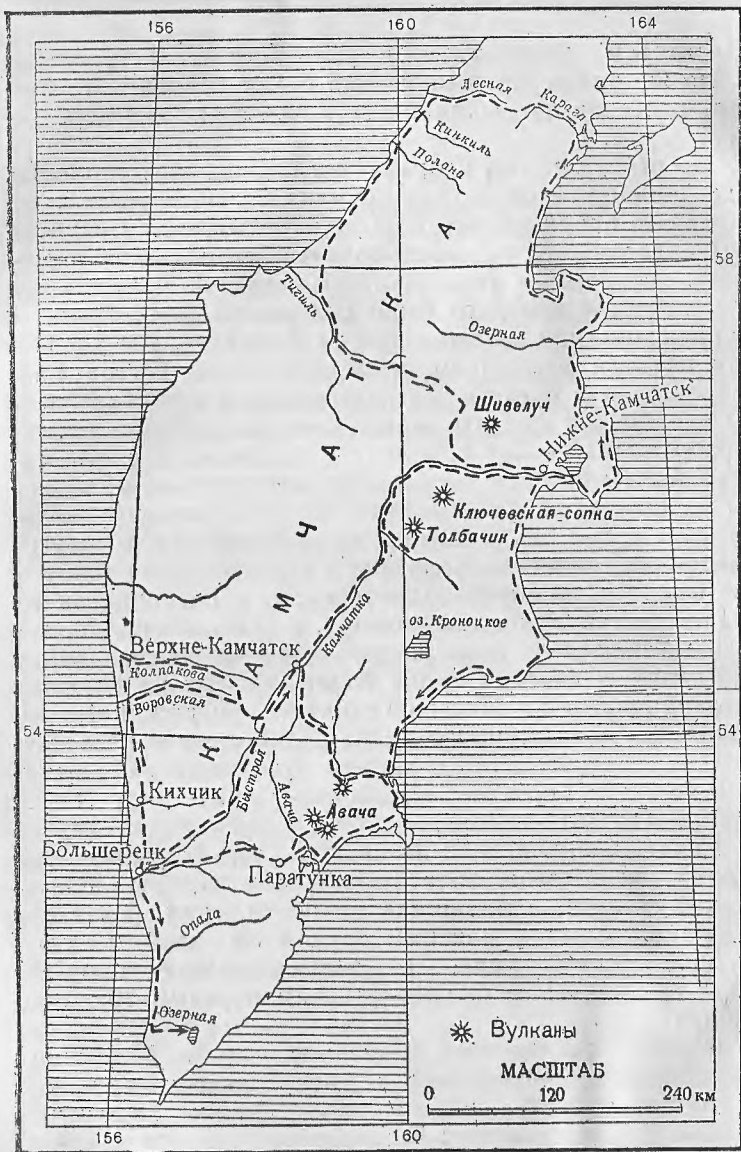 156 160 164
Лесная
Карага
Кинкиль
Полана
58
Тигиль
Озерная
Шивелуч
Нижне-Камчатск
Ключевская-сопка
Толбачин
КАМЧАТКА
Камчатка
оз. Кроноцкое
Верхне-Камчатск
Колпакова
Воровская
54 54
Быстрая
Кихчик
Авача
Авача
Большерецк
Паратунка
Опала
Озерная
Вулканы
МАСШТАБ
0 120 240 км
156 160